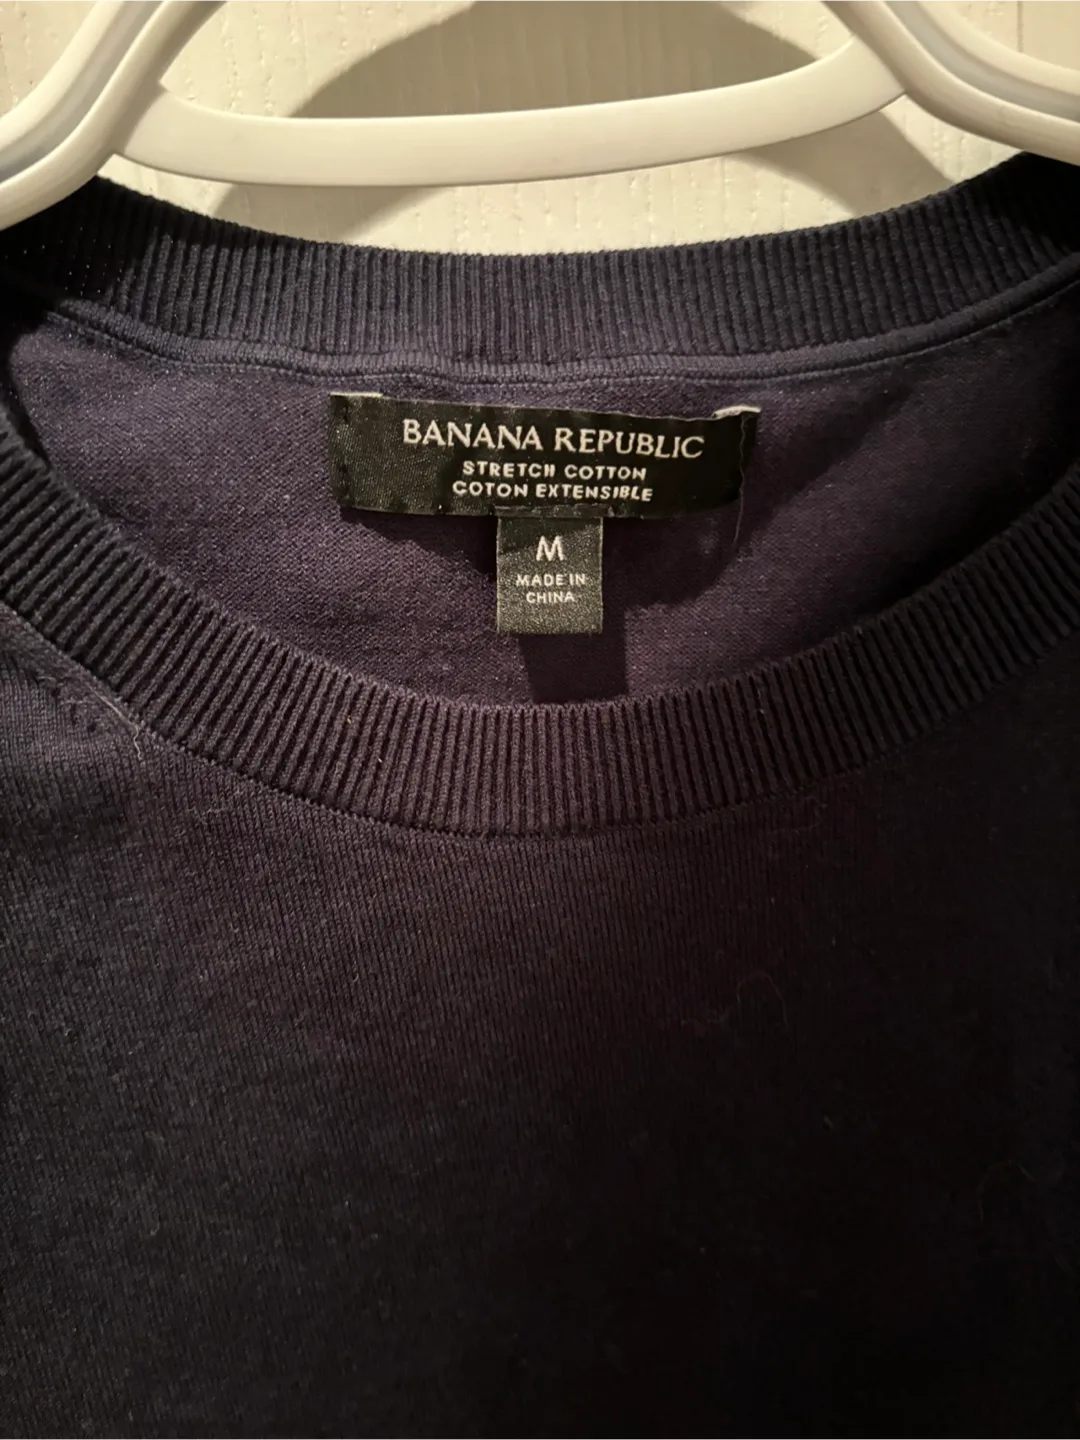 BANANA REPUBLIC
STRETCH COTTON
COTON EXTENSIBLE
M
MADE IN
CHINA